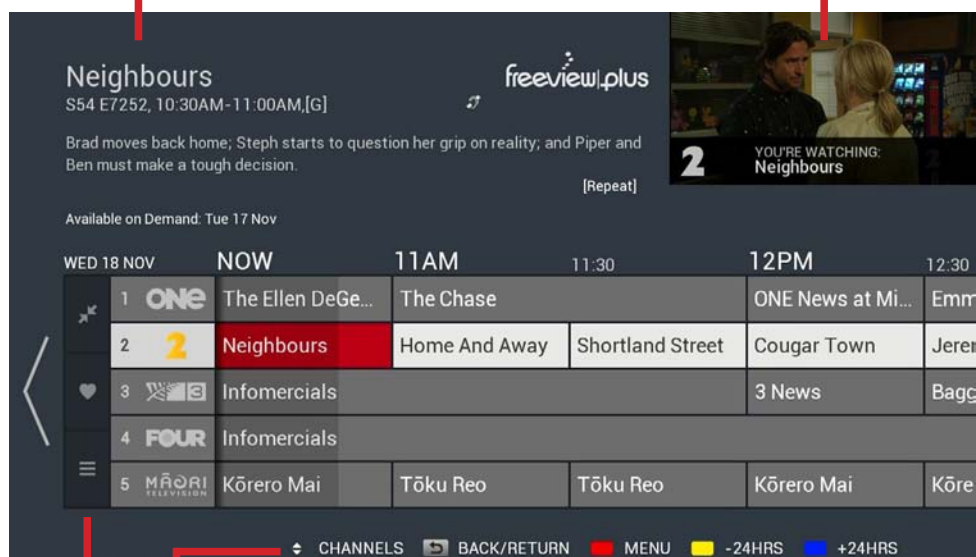 Neighbours
S54 E7252, 10:30AM-11:00AM,[G]
freeview|plus
Brad moves back home; Steph starts to question her grip on reality; and Piper and
Ben must make a tough decision.
[Repeat]
2 YOU'RE WATCHING:
Neighbours
Available on Demand: Tue 17 Nov
WED 18 NOV NOW 11AM 11:30 12PM 12:30
1 ONE The Ellen DeGe... The Chase ONE News at Mi... Emm
2 2 Neighbours Home And Away Shortland Street Cougar Town Jerer
3 3 Infomercials 3 News Bagg
4 FOUR Infomercials
5 MĀORI TELEVISION Kōrero Mai Tōku Reo Tōku Reo Kōrero Mai Kōre
CHANNELS BACK/RETURN MENU -24HRS +24HRS